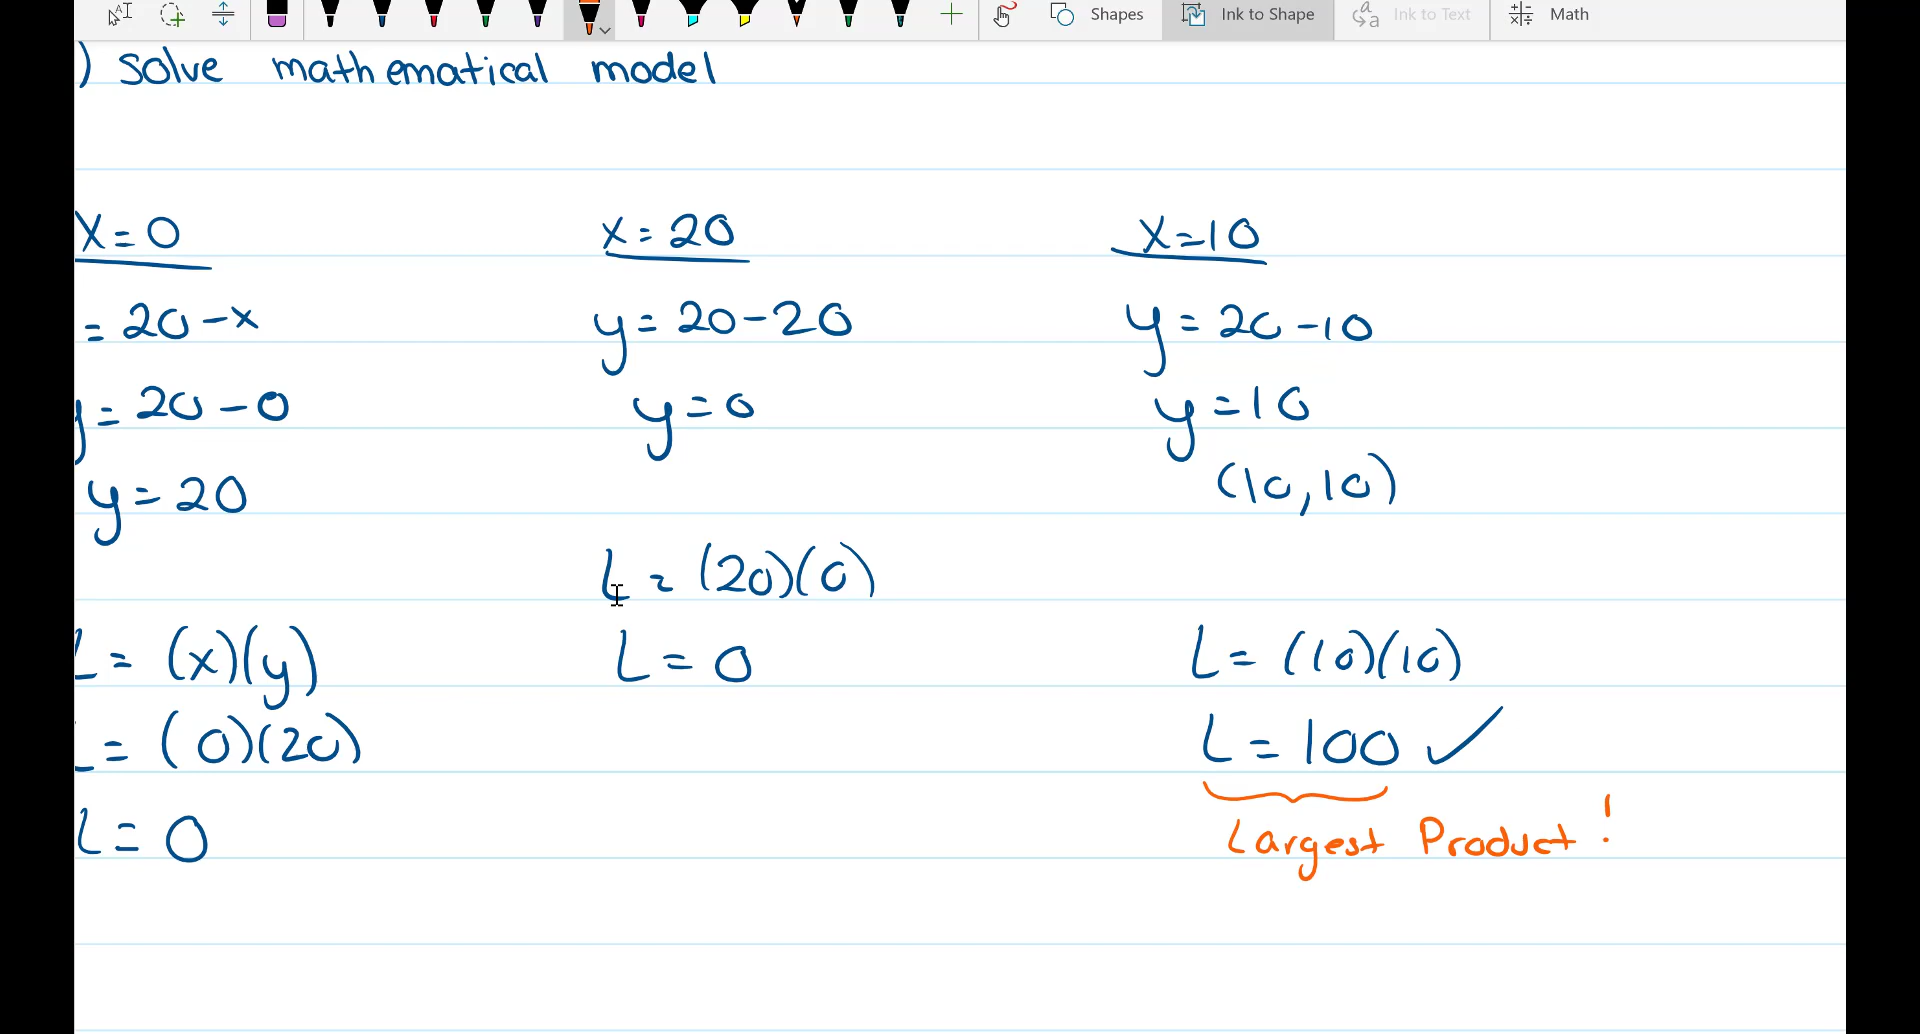 Shapes Ink to Shape Ink to Text Math
) Solve mathematical model
X=0
= 20-x
y= 20-0
y= 20
L= (x)(y)
L= (0)(20)
L= 0
x=20
y= 20-20
y= 0
L= (20)(0)
L= 0
X=10
y= 20-10
y=10
(10,10)
L= (10)(10)
L= 100 ✓
Largest Product!